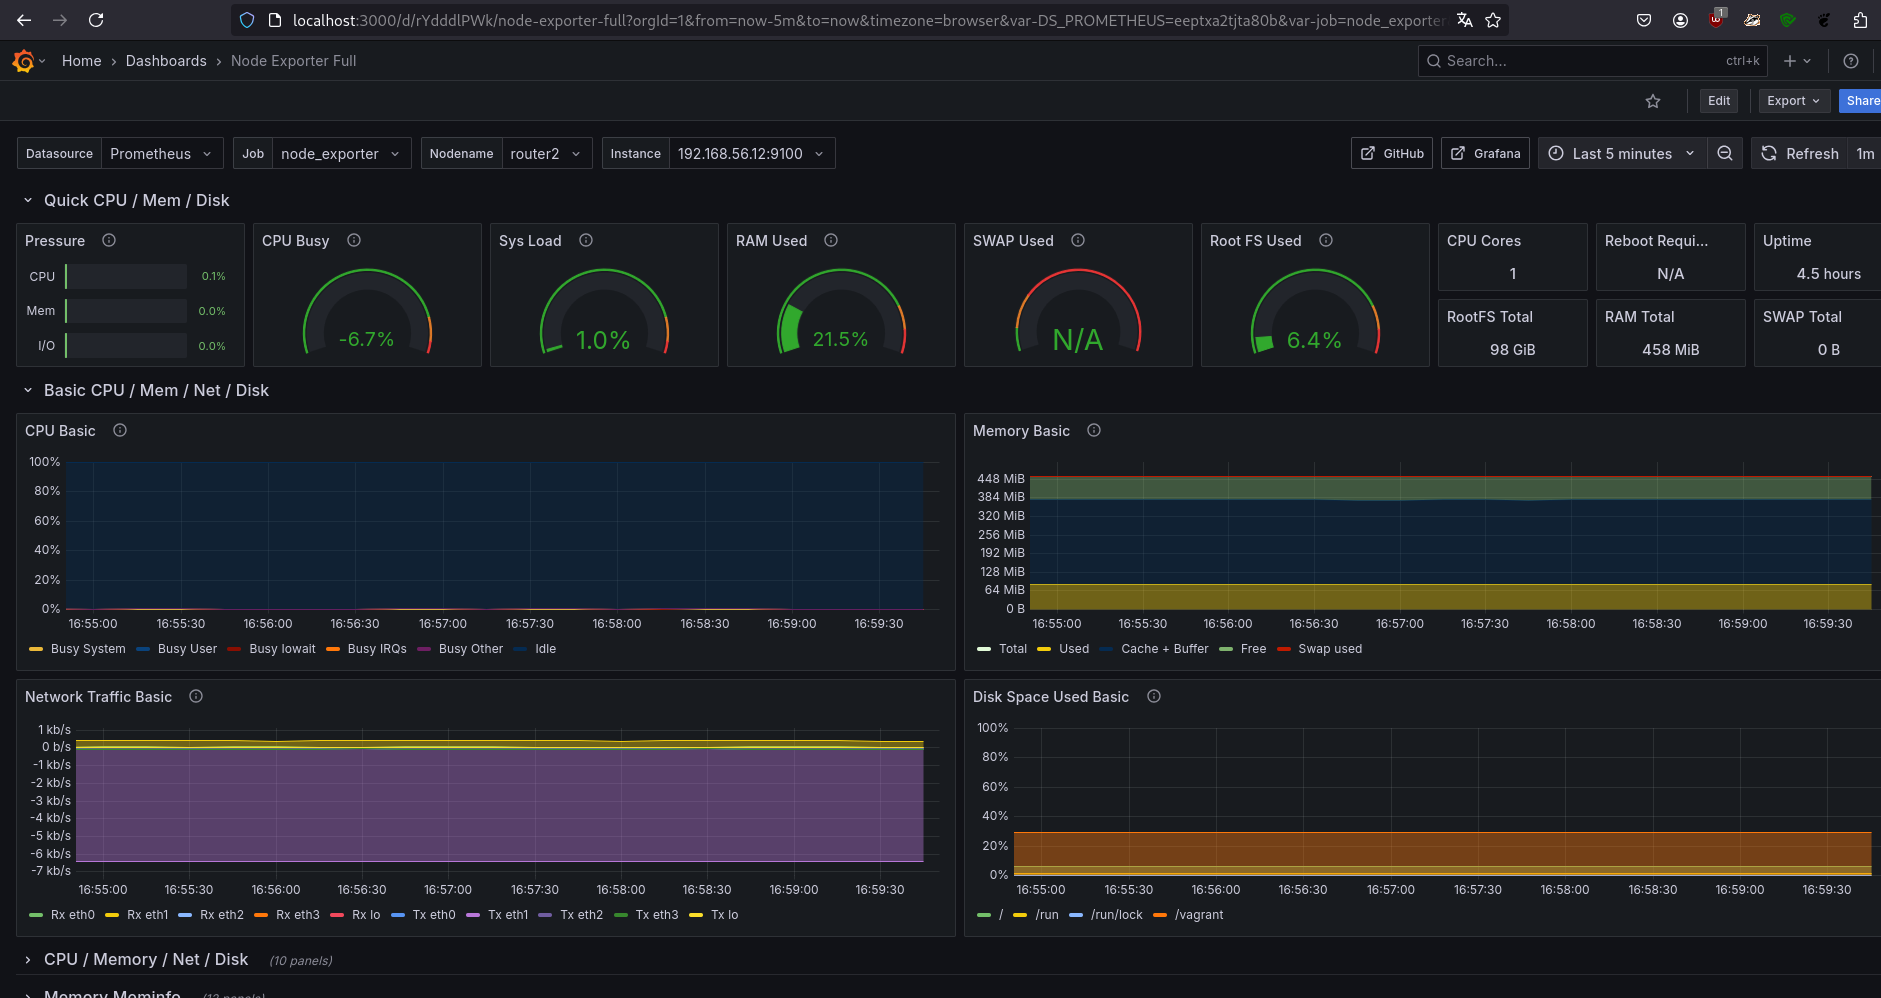 localhost:3000/d/rYdddlPWk/node-exporter-full?orgId=1&from=now-5m&to=now&timezone=browser&var-DS_PROMETHEUS=eeptxa2tjta80b&var-job=node_exporter
1
Home › Dashboards › Node Exporter Full
Search... ctrl+k
Edit Export Share
Datasource Prometheus Job node_exporter Nodename router2 Instance 192.168.56.12:9100 GitHub Grafana Last 5 minutes Refresh 1m
Quick CPU / Mem / Disk
Pressure
CPU 0.1%
Mem 0.0%
I/O 0.0%
CPU Busy
-6.7%
Sys Load
1.0%
RAM Used
21.5%
SWAP Used
N/A
Root FS Used
6.4%
CPU Cores
1
Reboot Requi...
N/A
Uptime
4.5 hours
RootFS Total
98 GiB
RAM Total
458 MiB
SWAP Total
0 B
Basic CPU / Mem / Net / Disk
CPU Basic
100%
80%
60%
40%
20%
0%
16:55:00 16:55:30 16:56:00 16:56:30 16:57:00 16:57:30 16:58:00 16:58:30 16:59:00 16:59:30
Busy System Busy User Busy Iowait Busy IRQs Busy Other Idle
Memory Basic
448 MiB
384 MiB
320 MiB
256 MiB
192 MiB
128 MiB
64 MiB
0 B
16:55:00 16:55:30 16:56:00 16:56:30 16:57:00 16:57:30 16:58:00 16:58:30 16:59:00 16:59:30
Total Used Cache + Buffer Free Swap used
Network Traffic Basic
1 kb/s
0 b/s
-1 kb/s
-2 kb/s
-3 kb/s
-4 kb/s
-5 kb/s
-6 kb/s
-7 kb/s
16:55:00 16:55:30 16:56:00 16:56:30 16:57:00 16:57:30 16:58:00 16:58:30 16:59:00 16:59:30
Rx eth0 Rx eth1 Rx eth2 Rx eth3 Rx lo Tx eth0 Tx eth1 Tx eth2 Tx eth3 Tx lo
Disk Space Used Basic
100%
80%
60%
40%
20%
0%
16:55:00 16:55:30 16:56:00 16:56:30 16:57:00 16:57:30 16:58:00 16:58:30 16:59:00 16:59:30
/ /run /run/lock /vagrant
CPU / Memory / Net / Disk (10 panels)
Memory Meminfo